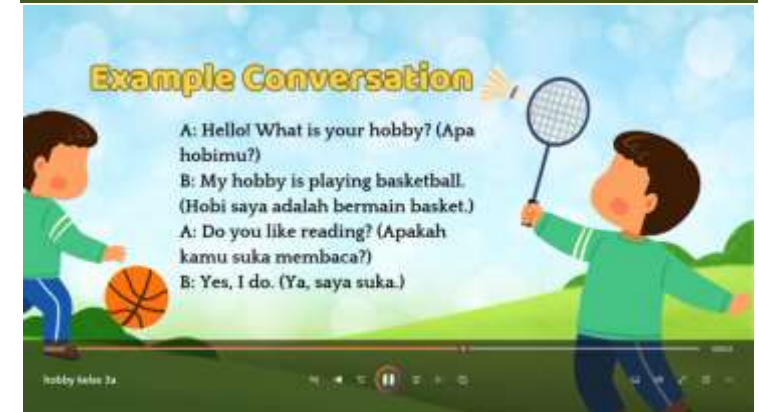 Example Conversation
A: Hello! What is your hobby? (Apa
hobimu?)
B: My hobby is playing basketball.
(Hobi saya adalah bermain basket.)
A: Do you like reading? (Apakah
kamu suka membaca?)
B: Yes, I do. (Ya, saya suka.)
hobby kelas 3a